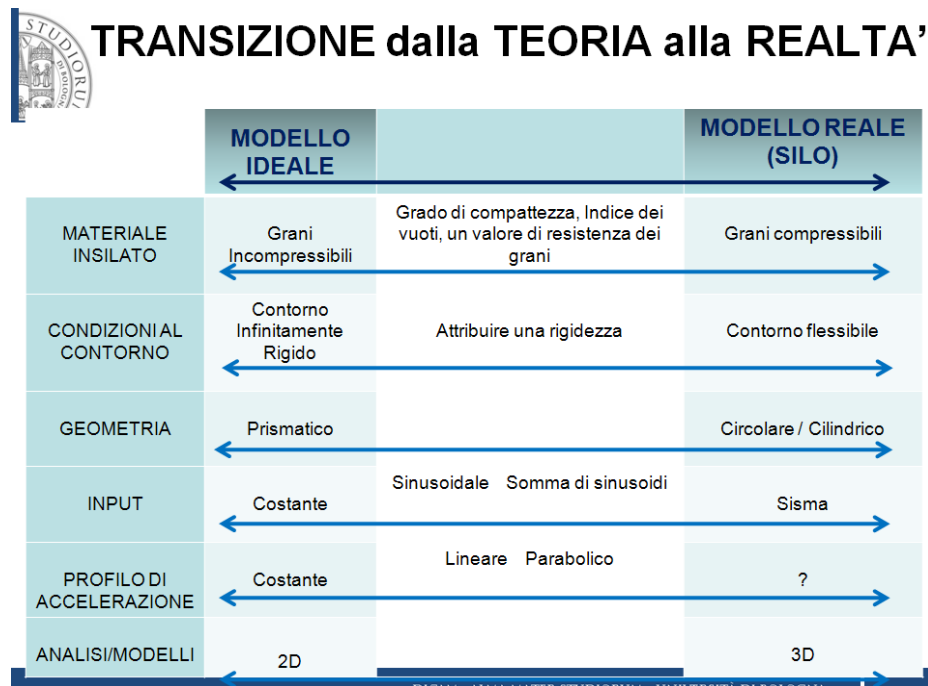 STUDIORU
DI BOLOGN
TRANSIZIONE dalla TEORIA alla REALTA’
MODELLO
IDEALE
MODELLO REALE
(SILO)
MATERIALE
INSILATO
Grani
Incompressibili
Grado di compattezza, Indice dei
vuoti, un valore di resistenza dei
grani
Grani compressibili
CONDIZIONI AL
CONTORNO
Contorno
Infinitamente
Rigido
Attribuire una rigidezza
Contorno flessibile
GEOMETRIA
Prismatico
Circolare / Cilindrico
INPUT
Costante
Sinusoidale Somma di sinusoidi
Sisma
PROFILO DI
ACCELERAZIONE
Costante
Lineare Parabolico
?
ANALISI/MODELLI
2D
3D